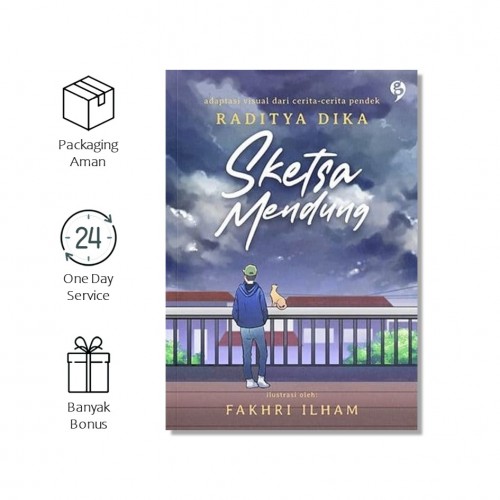 Packaging
Aman
24
One Day
Service
Banyak
Bonus
adaptasi visual dari cerita-cerita pendek
RADITYA DIKA
Sketsa
Mendung
ilustrasi oleh:
FAKHRI ILHAM